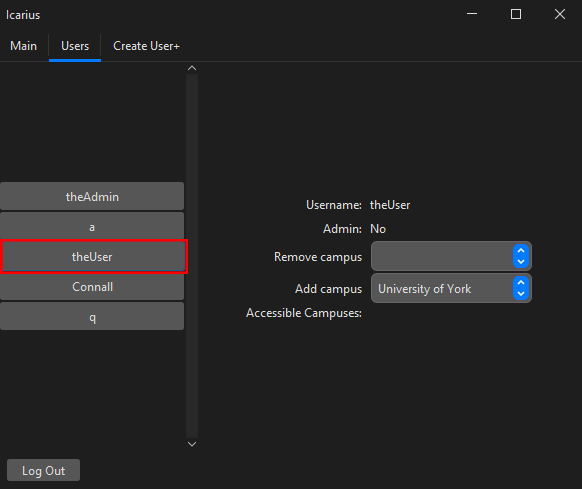 Icarius
Main Users Create User+
theAdmin
a
theUser
Connall
q
Username: theUser
Admin: No
Remove campus
Add campus University of York
Accessible Campuses:
Log Out